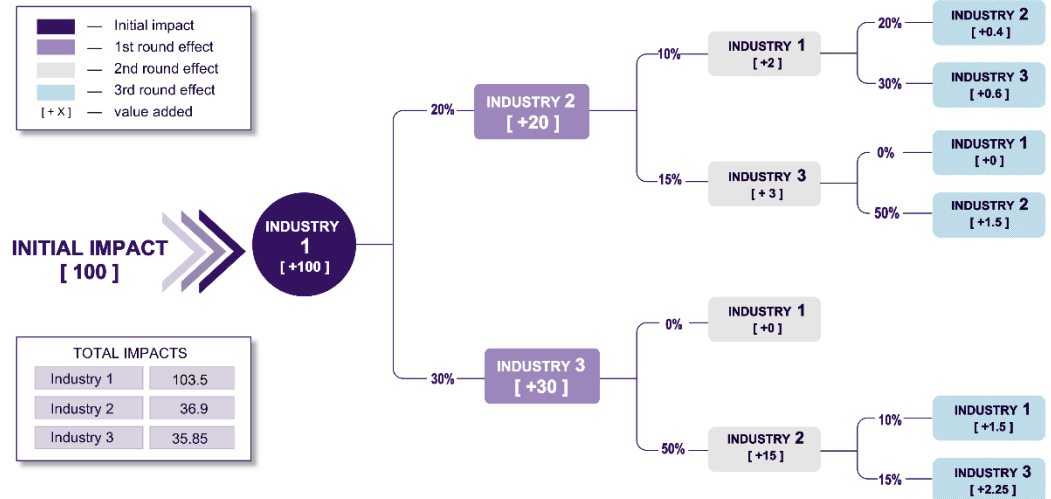 Initial impact
1st round effect
2nd round effect
3rd round effect
[ + X ] — value added
INITIAL IMPACT
[ 100 ]
INDUSTRY
1
[ +100 ]
20%
INDUSTRY 2
[ +20 ]
30%
INDUSTRY 3
[ +30 ]
10%
INDUSTRY 1
[ +2 ]
15%
INDUSTRY 3
[ + 3 ]
0%
INDUSTRY 1
[ +0 ]
50%
INDUSTRY 2
[ +15 ]
20%
INDUSTRY 2
[ +0.4 ]
30%
INDUSTRY 3
[ +0.6 ]
0%
INDUSTRY 1
[ +0 ]
50%
INDUSTRY 2
[ +1.5 ]
10%
INDUSTRY 1
[ +1.5 ]
15%
INDUSTRY 3
[ +2.25 ]
TOTAL IMPACTS
Industry 1 103.5
Industry 2 36.9
Industry 3 35.85